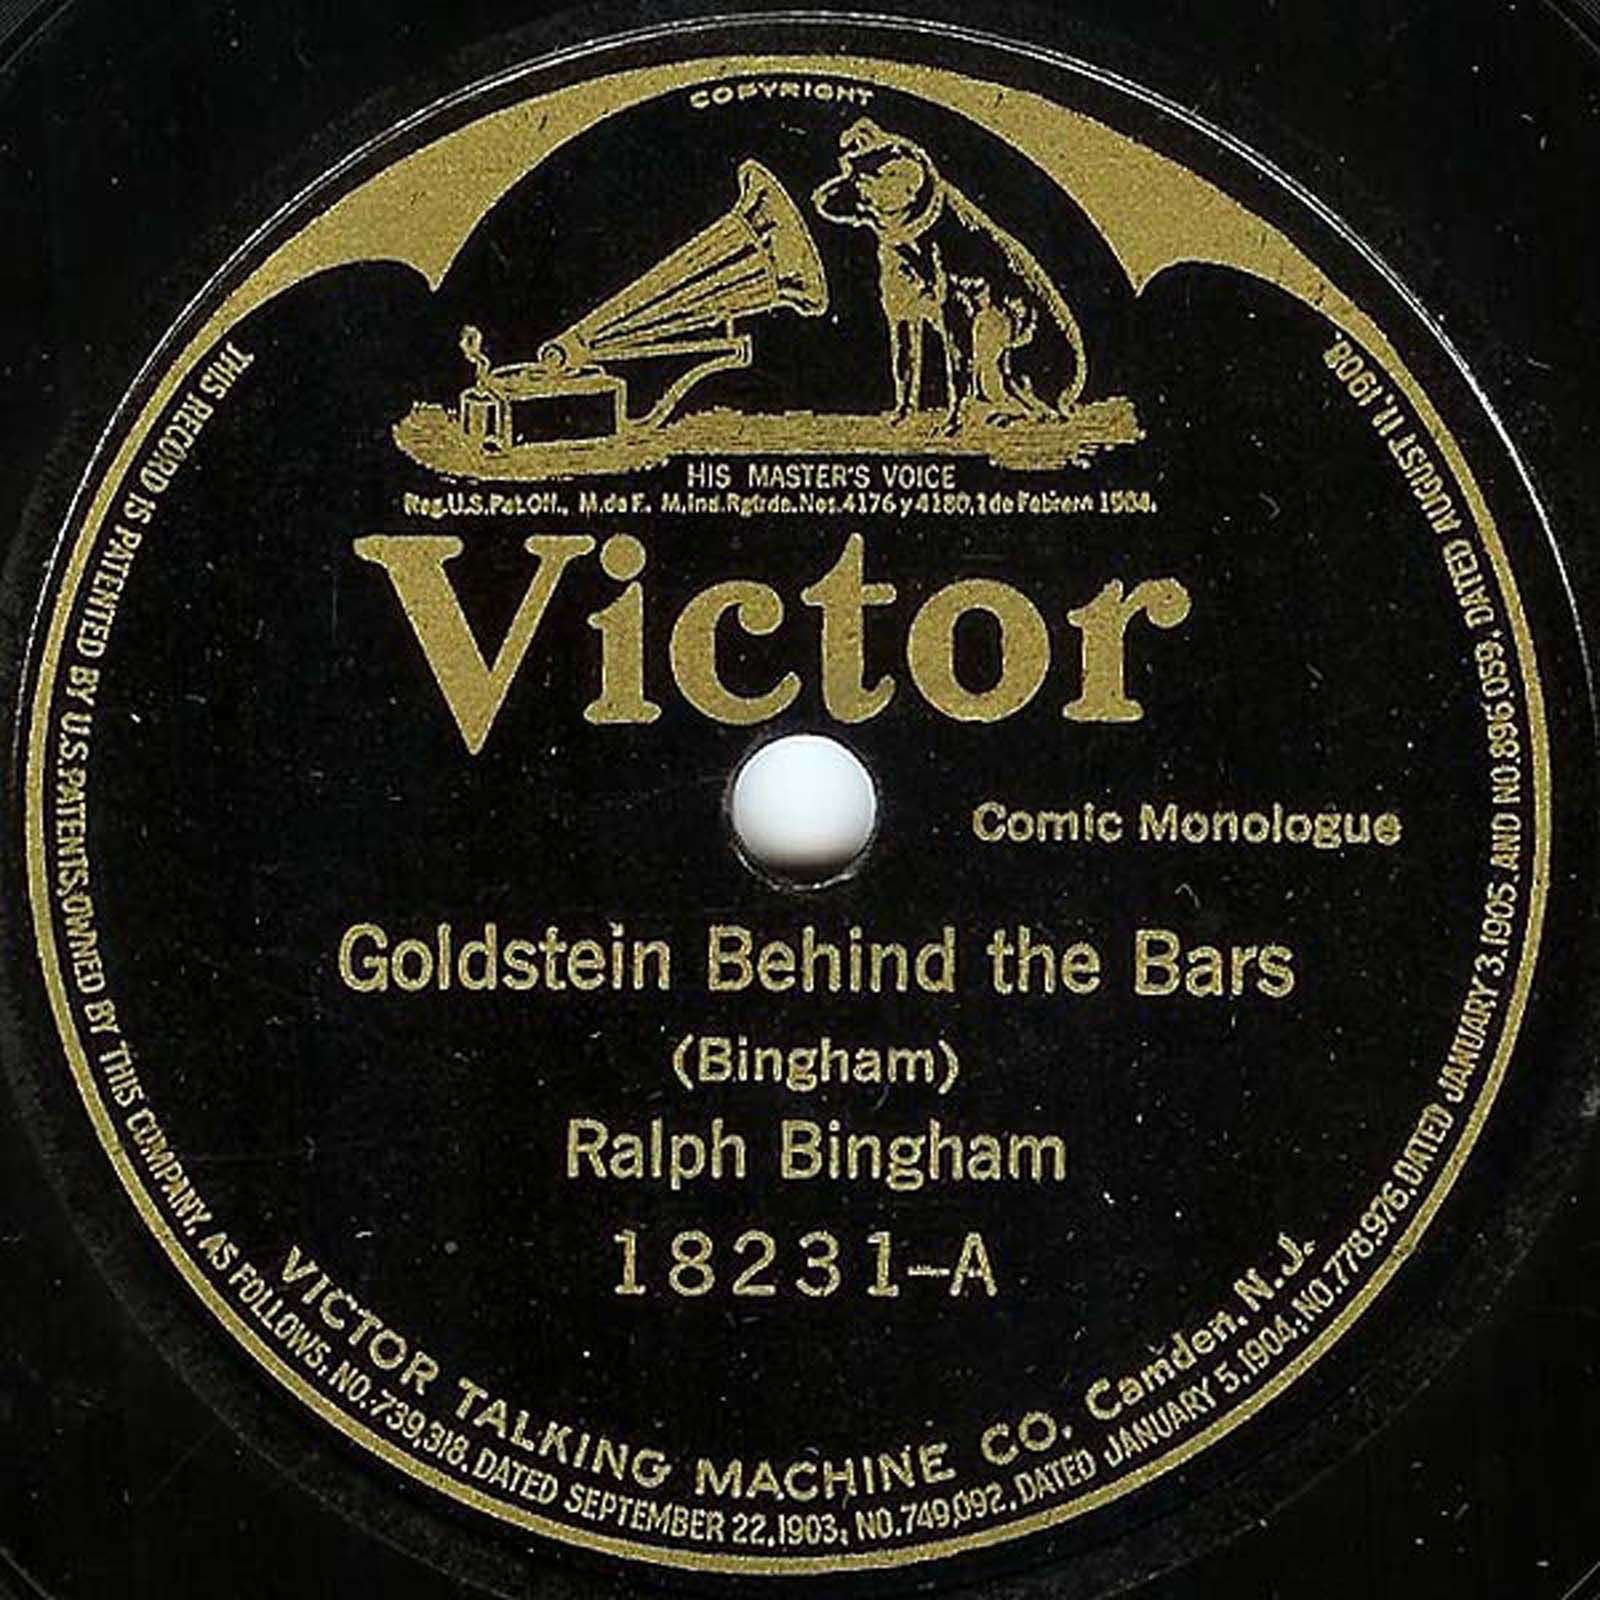 COPYRIGHT
HIS MASTER'S VOICE
Reg.U.S.Pat.Off., M.de F. M.Ind.Rgtrda.Nos.4176 y 4180,1 de Febrero 1904.
Victor
Comic Monologue
Goldstein Behind the Bars
(Bingham)
Ralph Bingham
18231-A
VICTOR TALKING MACHINE CO. Camden. N.J.
THIS RECORD IS PATENTED BY U.S. PATENTS, OWNED BY THIS COMPANY, AS FOLLOWS, NO.739,318. DATED SEPTEMBER 22,1903; NO.749,092. DATED JANUARY 5,1904; NO.778.976. DATED JANUARY 3.1905. AND NO.896.059. DATED AUGUST 11, 1908.